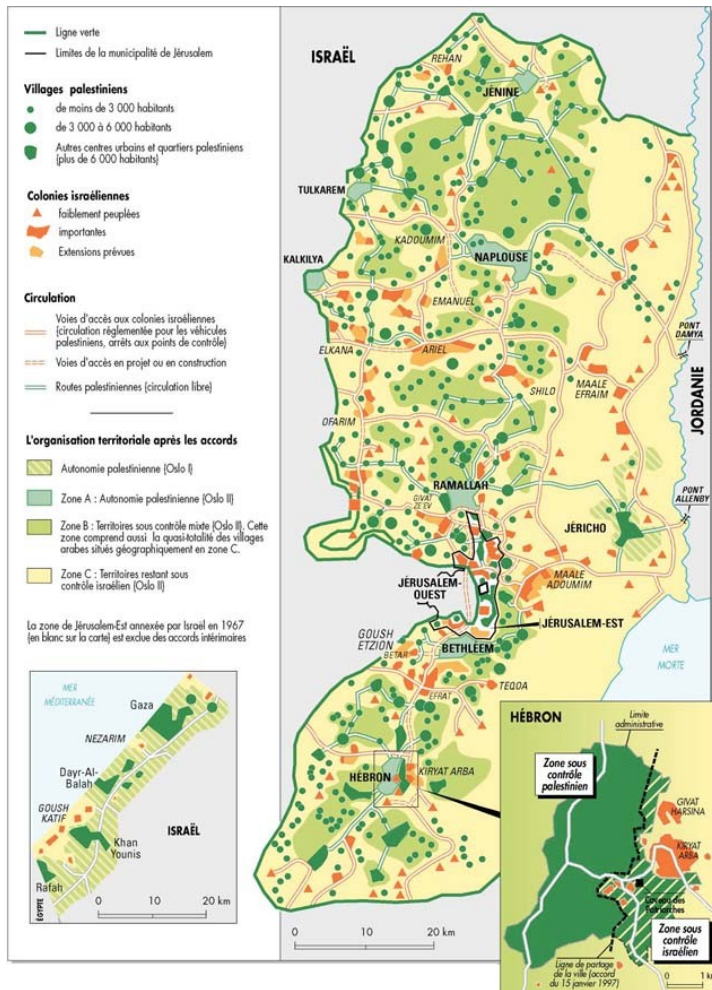 Ligne verte
Limites de la municipalité de Jérusalem
Villages palestiniens
de moins de 3 000 habitants
de 3 000 à 6 000 habitants
Autres centres urbains et quartiers palestiniens
(plus de 6 000 habitants)
Colonies israéliennes
faiblement peuplées
importantes
Extensions prévues
Circulation
Voies d'accès aux colonies israéliennes
(circulation réglementée pour les véhicules
palestiniens, arrêts aux points de contrôle)
Voies d'accès en projet ou en construction
Routes palestiniennes (circulation libre)
L'organisation territoriale après les accords
Autonomie palestinienne (Oslo I)
Zone A : Autonomie palestinienne (Oslo II)
Zone B : Territoires sous contrôle mixte (Oslo II). Cette
zone comprend aussi la quasi-totalité des villages
arabes situés géographiquement en zone C.
Zone C : Territoires restant sous
contrôle israélien (Oslo II)
La zone de Jérusalem-Est annexée par Israël en 1967
(en blanc sur la carte) est exclue des accords intérimaires
ISRAËL
REHAN
JÉNINE
TULKAREM
KADOUMIM
NAPLOUSE
KALKILYA
EMANUEL
PONT
DAMYA
ELKANA
ARIEL
SHILO
MAALE
EFRAIM
JORDANIE
OFARIM
RAMALLAH
GIVAT
ZE'EV
PONT
ALLENBY
JÉRICHO
JÉRUSALEM-
OUEST
MAALE
ADOUMIM
JÉRUSALEM-EST
GOUSH
ETZION
BETAR
BETHLÉEM
MER
MORTE
EFRAT
TEQOA
HÉBRON
KIRYAT ARBA
0
10
20 km
MER
MÉDITERRANÉE
Gaza
NEZARIM
Dayr-Al-
Balah
GOUSH
KATIF
ISRAËL
Khan
Younis
Rafah
ÉGYPTE
0
10
20 km
HÉBRON
Limite
administrative
Zone sous
contrôle
palestinien
GIVAT
HARSINA
KIRYAT
ARBA
Caveau des
Patriarches
Zone sous
contrôle
israélien
Ligne de partage
de la ville (accord
du 15 janvier 1997)
0